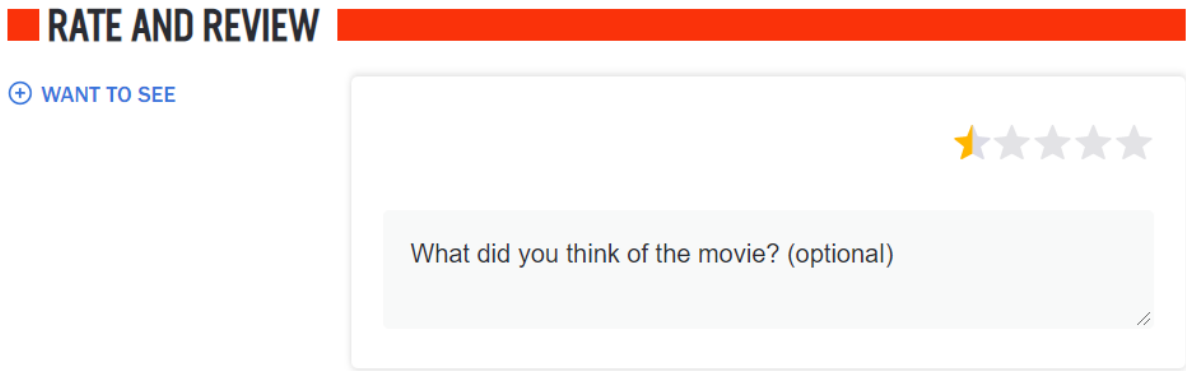 RATE AND REVIEW
WANT TO SEE
What did you think of the movie? (optional)